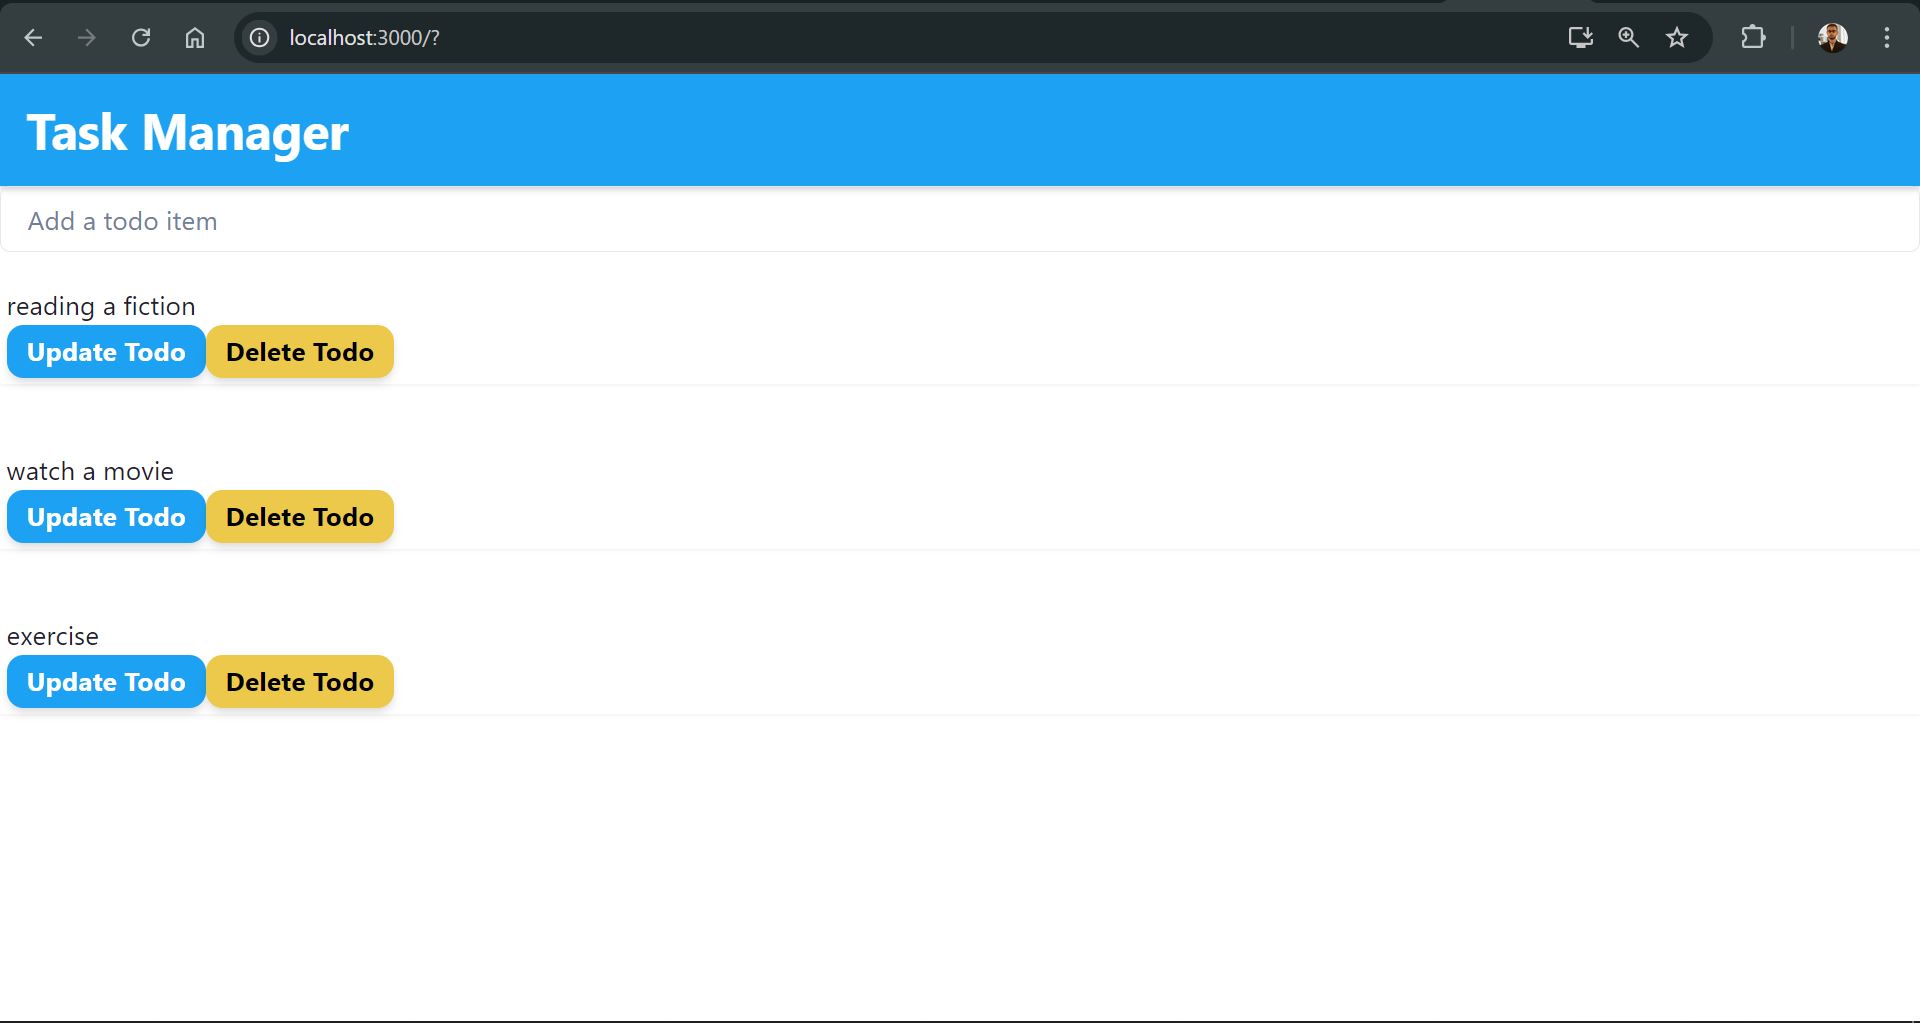 localhost:3000/?
Task Manager
Add a todo item
reading a fiction
Update Todo Delete Todo
watch a movie
Update Todo Delete Todo
exercise
Update Todo Delete Todo